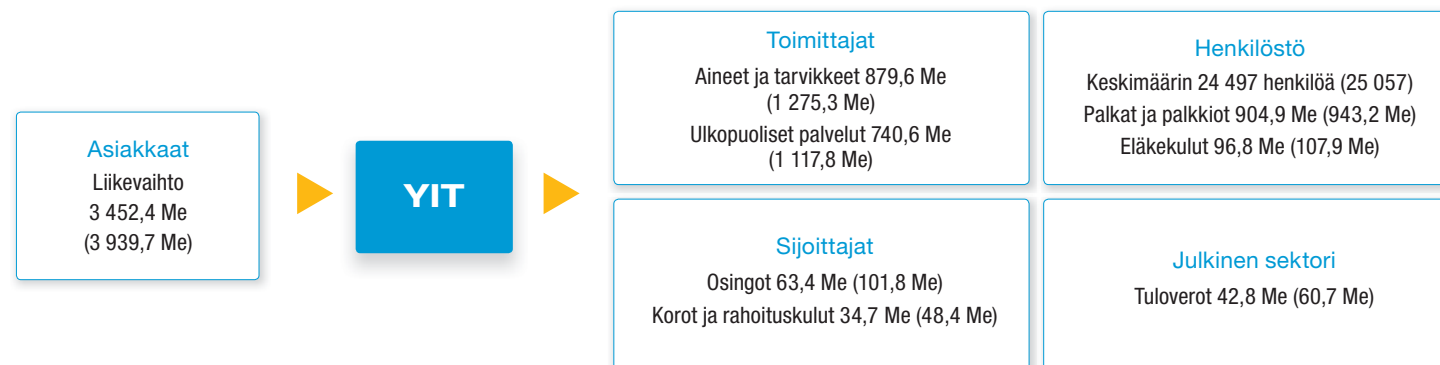 Asiakkaat
Liikevaihto
3 452,4 Me
(3 939,7 Me)
YIT
Toimittajat
Aineet ja tarvikkeet 879,6 Me
(1 275,3 Me)
Ulkopuoliset palvelut 740,6 Me
(1 117,8 Me)
Henkilöstö
Keskimäärin 24 497 henkilöä (25 057)
Palkat ja palkkiot 904,9 Me (943,2 Me)
Eläkekulut 96,8 Me (107,9 Me)
Sijoittajat
Osingot 63,4 Me (101,8 Me)
Korot ja rahoituskulut 34,7 Me (48,4 Me)
Julkinen sektori
Tuloverot 42,8 Me (60,7 Me)